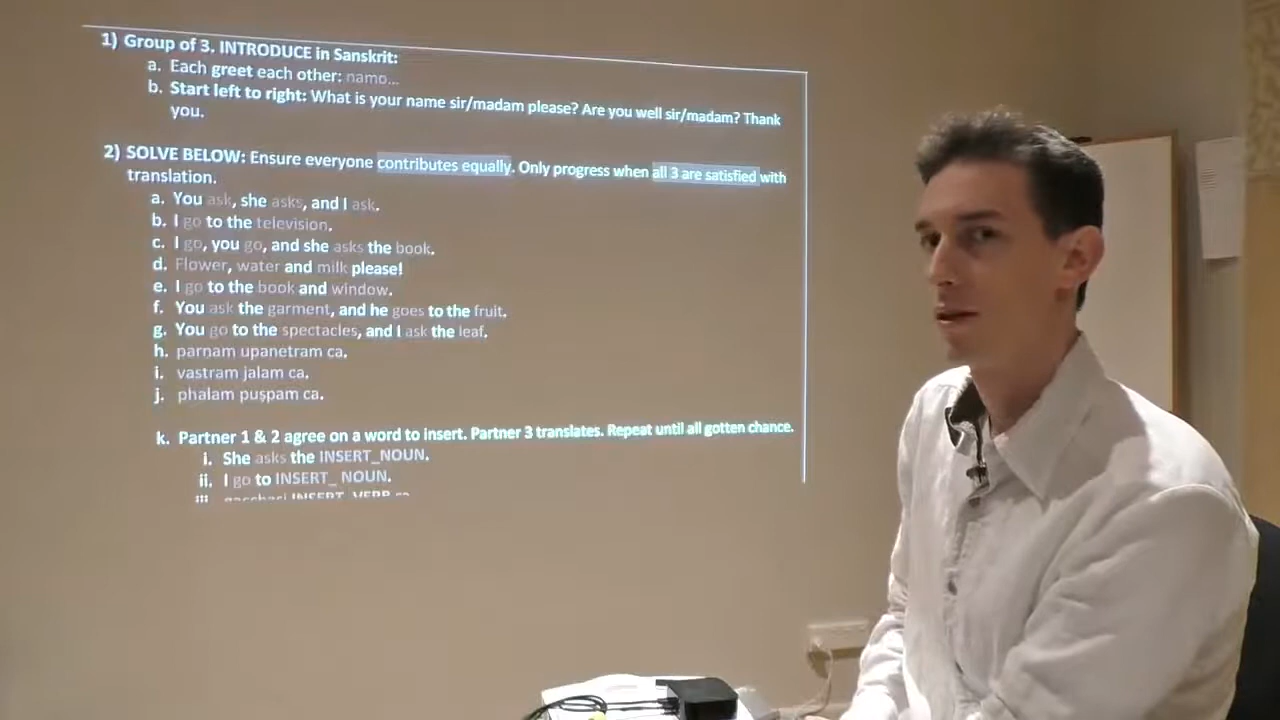 1) Group of 3. INTRODUCE in Sanskrit:
a. Each greet each other: namo...
b. Start left to right: What is your name sir/madam please? Are you well sir/madam? Thank
you.
2) SOLVE BELOW: Ensure everyone contributes equally. Only progress when all 3 are satisfied with
translation.
a. You ask, she asks, and I ask.
b. I go to the television.
c. I go, you go, and she asks the book.
d. Flower, water and milk please!
e. I go to the book and window.
f. You ask the garment, and he goes to the fruit.
g. You go to the spectacles, and I ask the leaf.
h. parṇam upanetram ca.
i. vastram jalam ca.
j. phalam puṣpam ca.
k. Partner 1 & 2 agree on a word to insert. Partner 3 translates. Repeat until all gotten chance.
i. She asks the INSERT_NOUN.
ii. I go to INSERT_ NOUN.
iii gacchasi INSERT_VERB ca